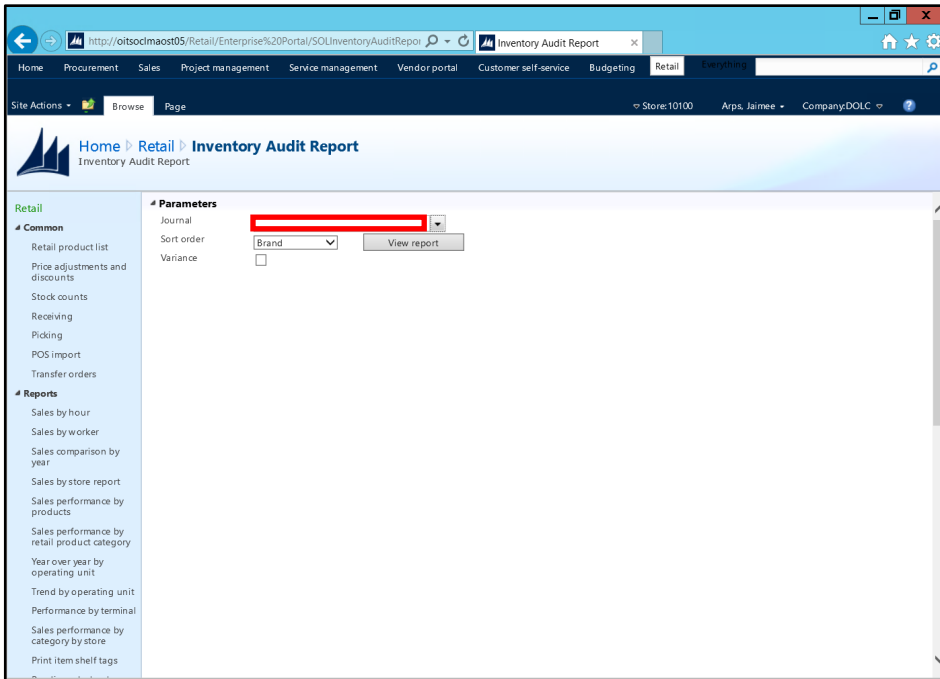 http://oitsoclmaost05/Retail/Enterprise%20Portal/SOLInventoryAuditRepor
Inventory Audit Report
Home Procurement Sales Project management Service management Vendor portal Customer self-service Budgeting Retail Everything
Site Actions Browse Page Store:10100 Arps, Jaimee Company:DOLC
Home Retail Inventory Audit Report
Inventory Audit Report
Retail
Common
Retail product list
Price adjustments and
discounts
Stock counts
Receiving
Picking
POS import
Transfer orders
Reports
Sales by hour
Sales by worker
Sales comparison by
year
Sales by store report
Sales performance by
products
Sales performance by
retail product category
Year over year by
operating unit
Trend by operating unit
Performance by terminal
Sales performance by
category by store
Print item shelf tags
Parameters
Journal
Sort order Brand View report
Variance